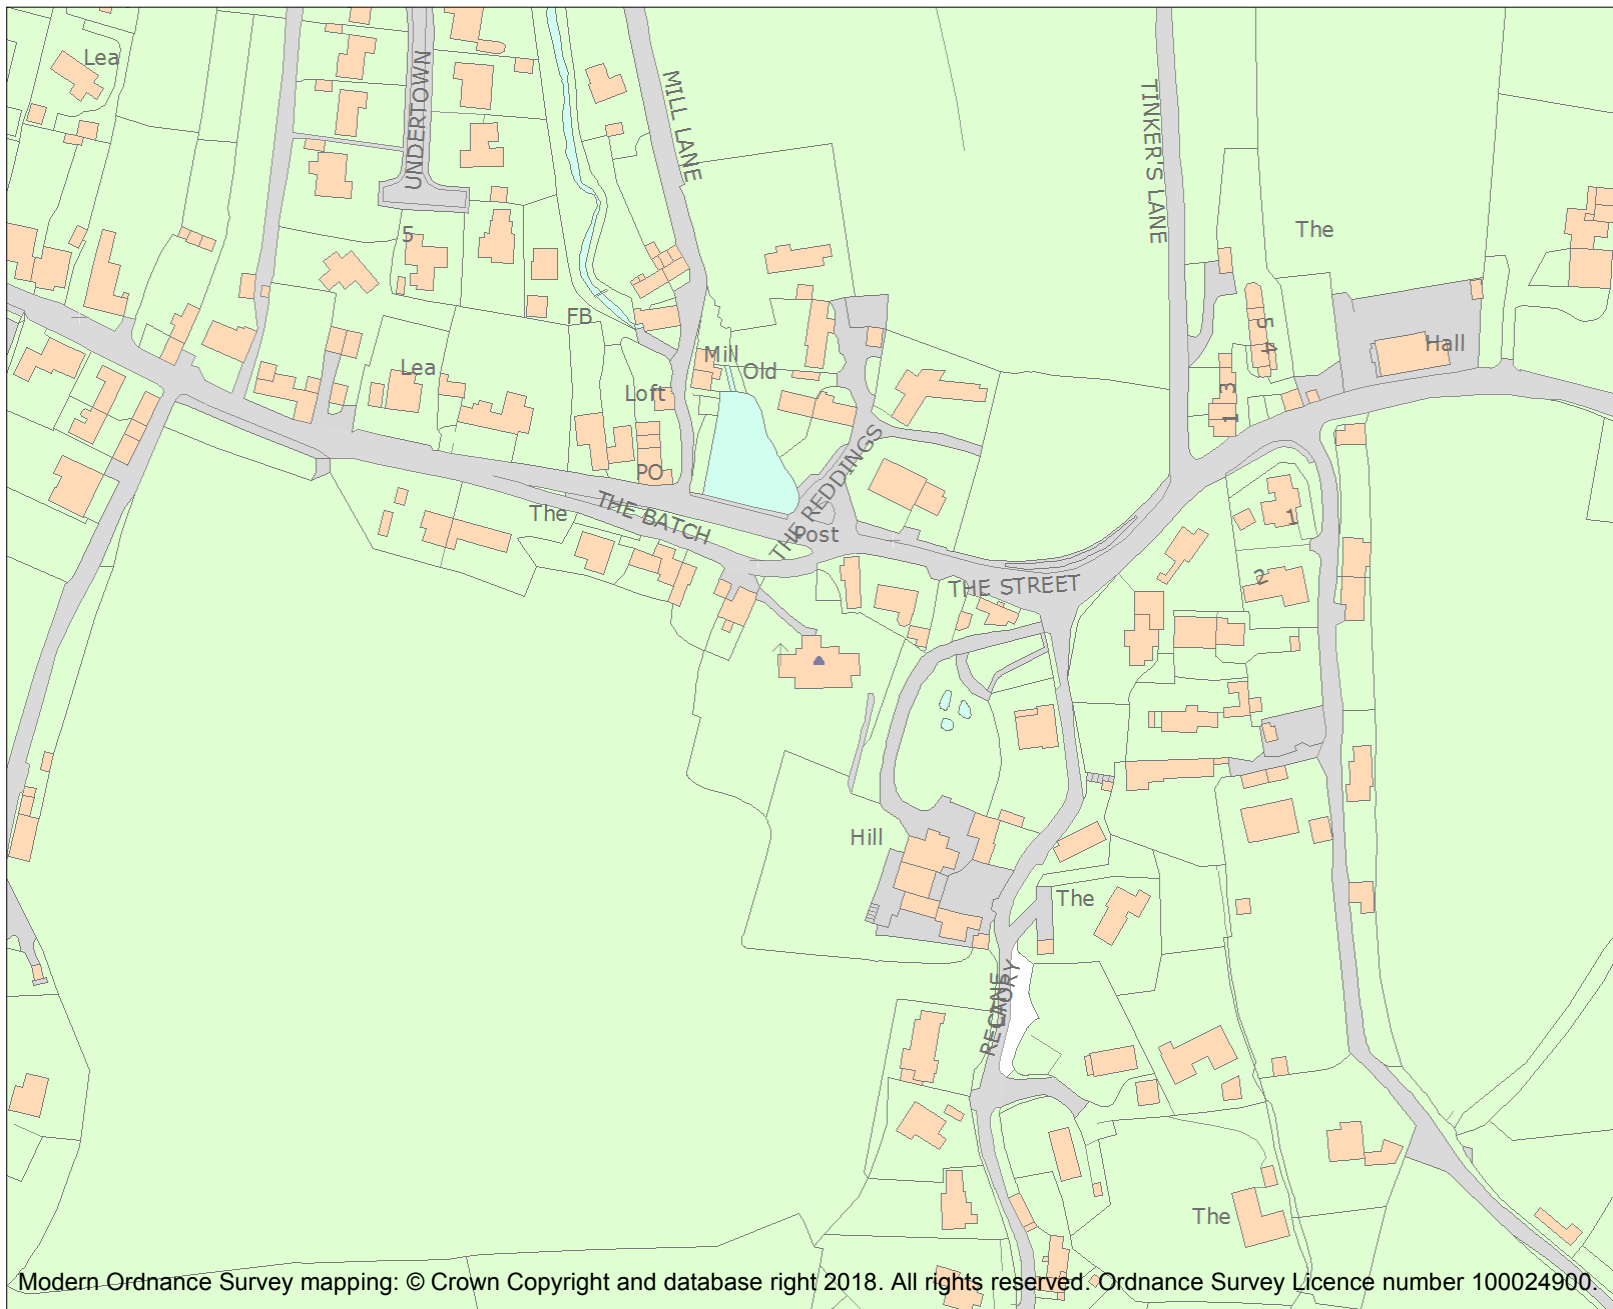 Lea
UNDERTOWN
MILL LANE
TINKER'S LANE
The
5
FB
Mill
Old
Lea
Loft
5 4
Hall
3
1
PO
THE REDDINGS
The
THE BATCH
Post
1
THE STREET
2
Hill
The
RECTORY
LANE
The
Modern Ordnance Survey mapping: © Crown Copyright and database right 2018. All rights reserved. Ordnance Survey Licence number 100024900.